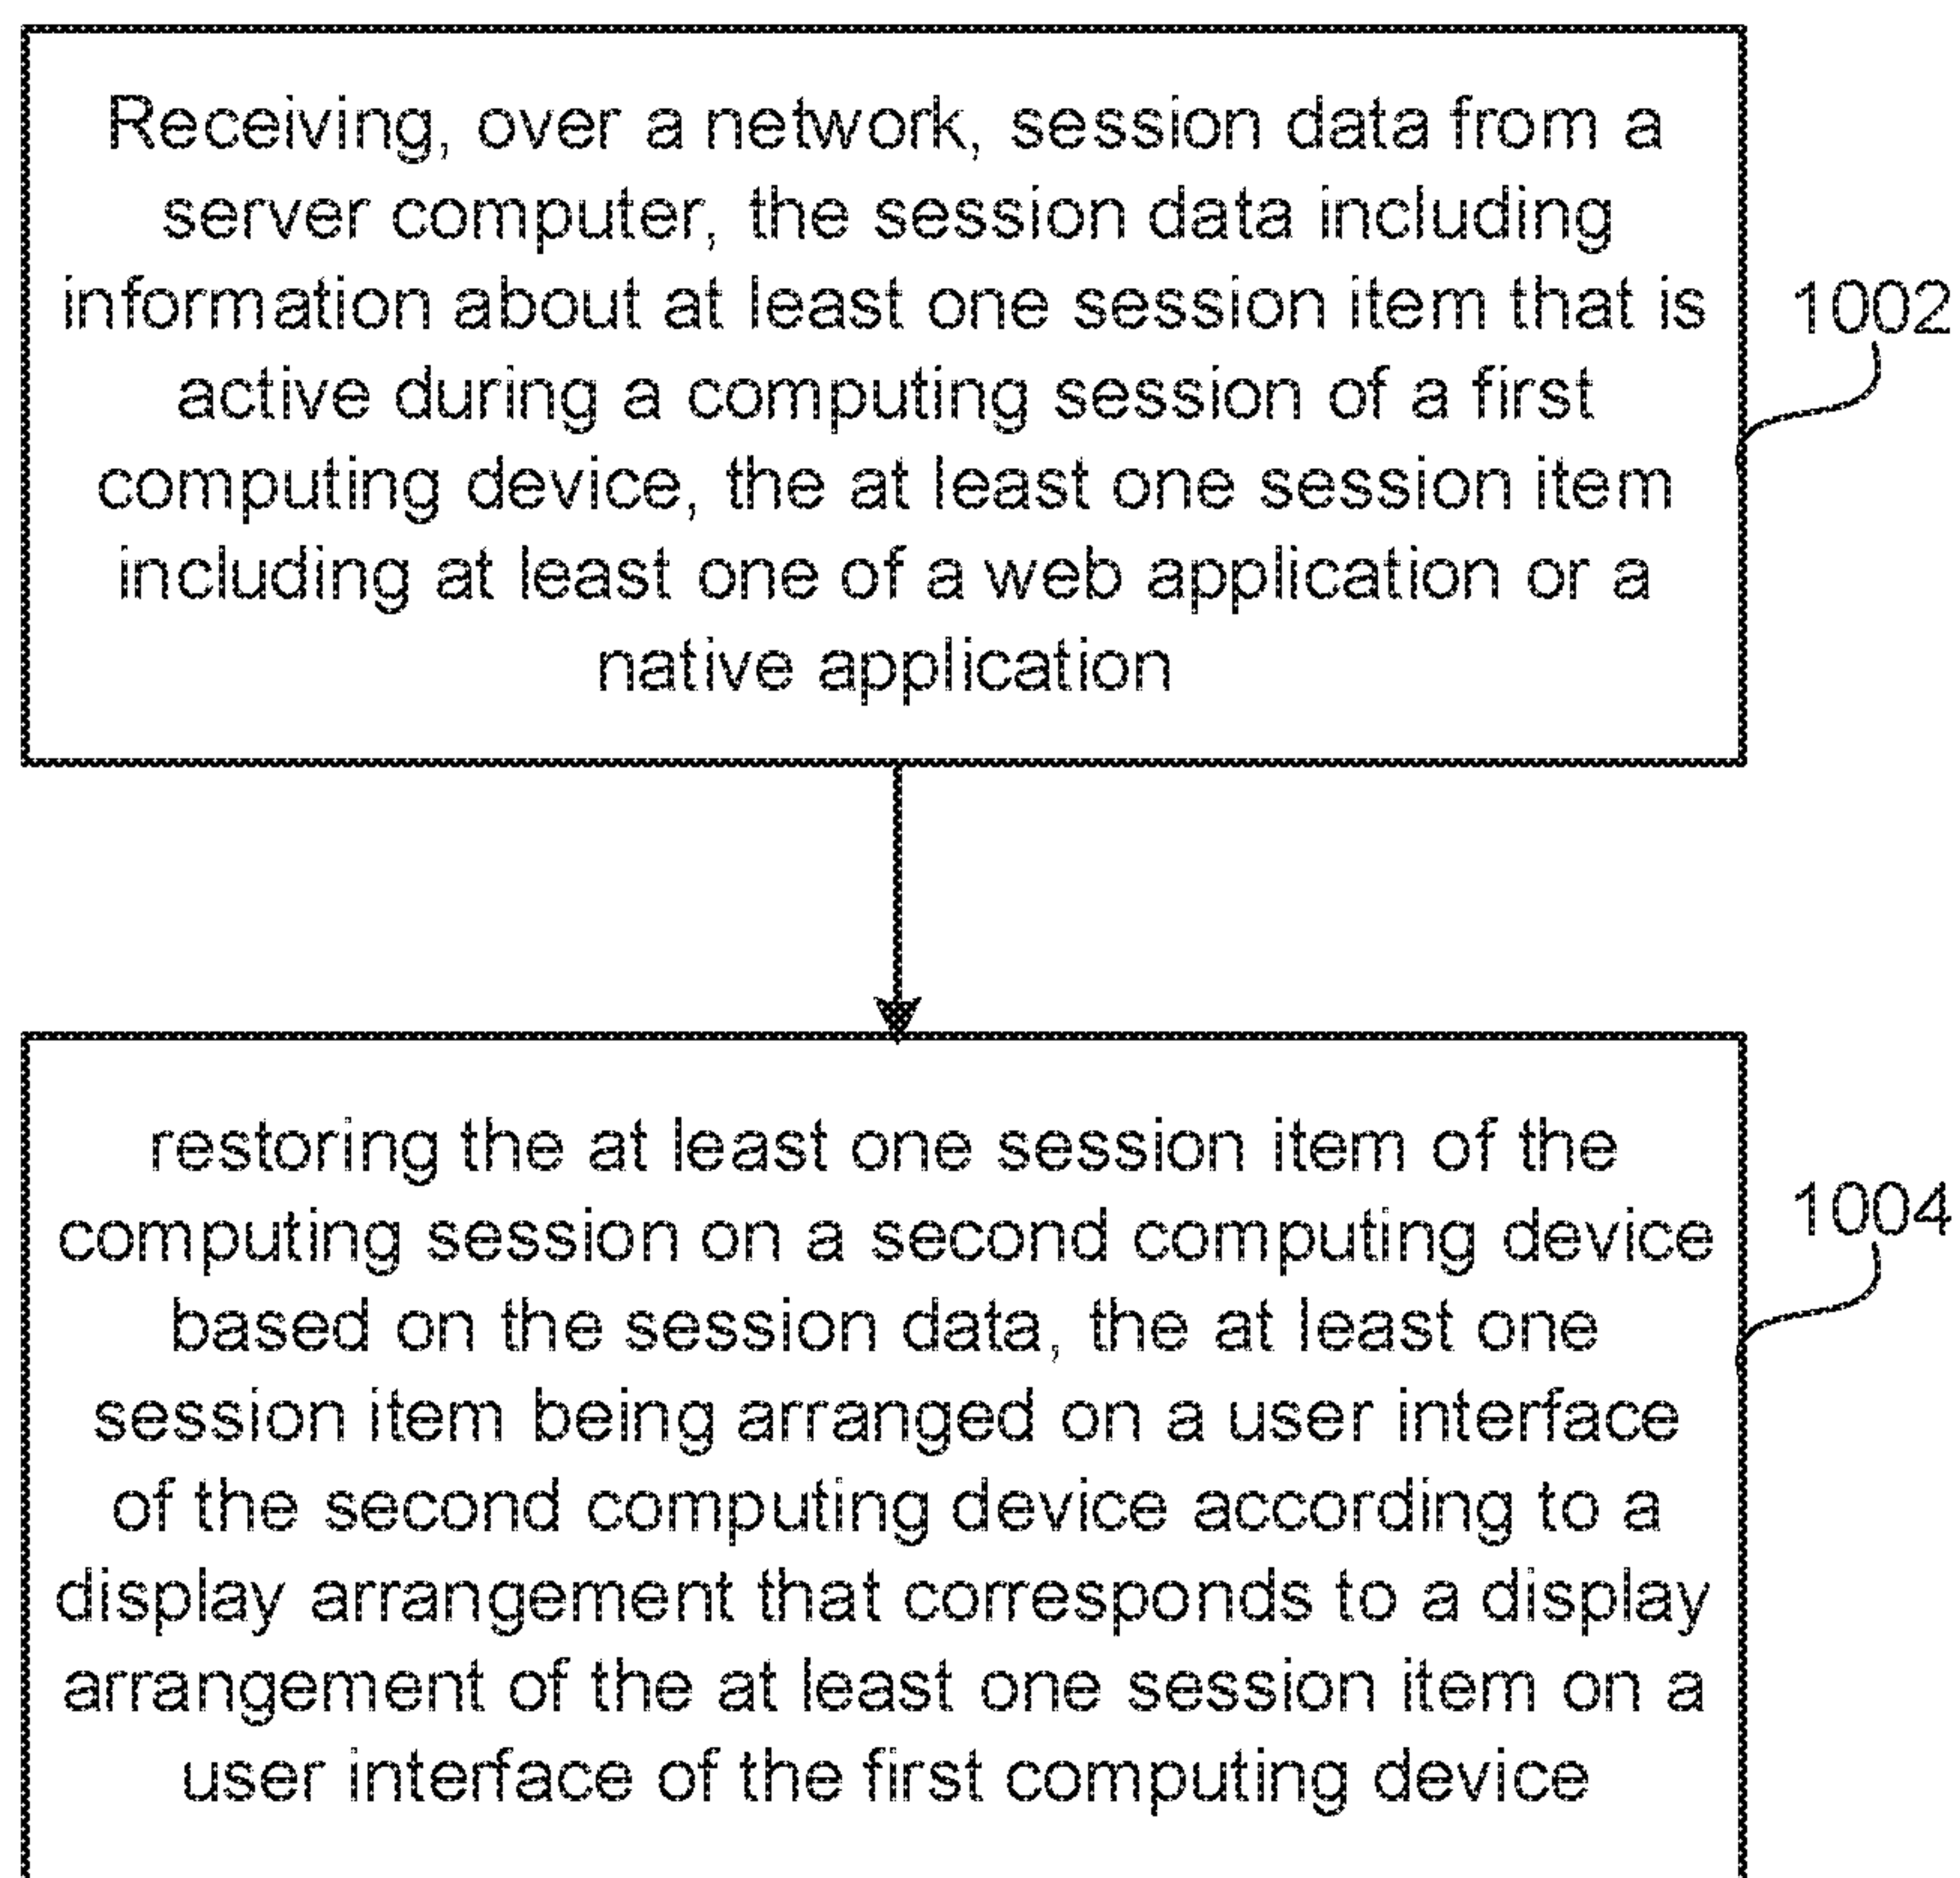 Receiving, over a network, session data from a
server computer, the session data including
information about at least one session item that is
active during a computing session of a first
computing device, the at least one session item
including at least one of a web application or a
native application
1002
restoring the at least one session item of the
computing session on a second computing device
based on the session data, the at least one
session item being arranged on a user interface
of the second computing device according to a
display arrangement that corresponds to a display
arrangement of the at least one session item on a
user interface of the first computing device
1004